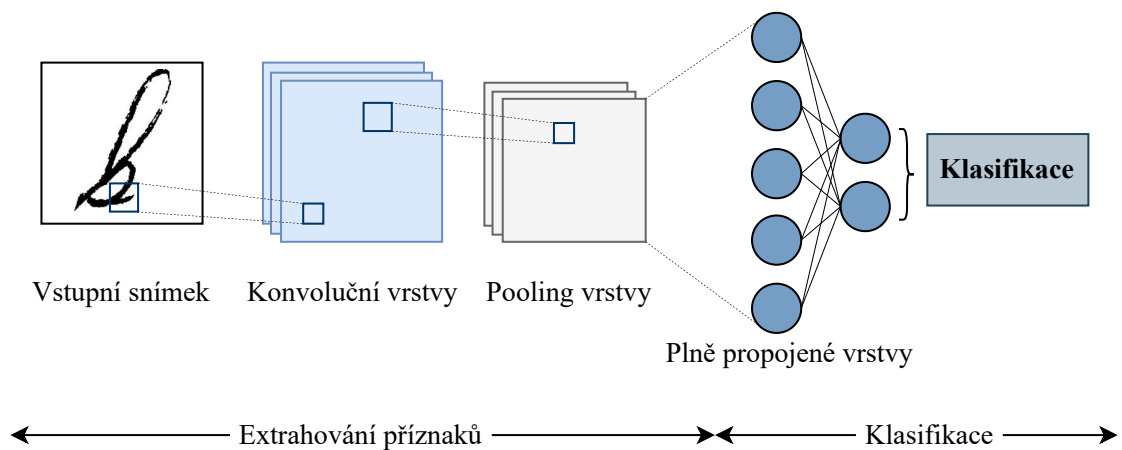 b
Klasifikace
Vstupní snímek
Konvoluční vrstvy
Pooling vrstvy
Plně propojené vrstvy
Extrahování příznaků
Klasifikace